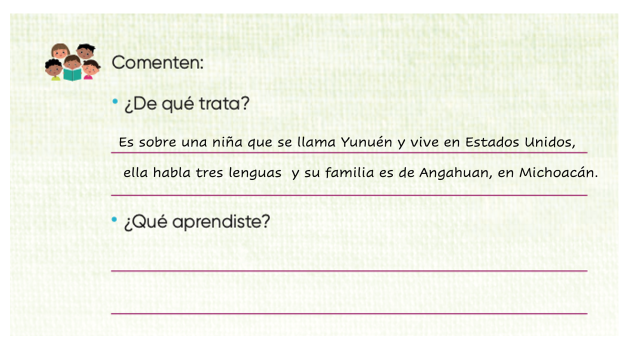 Comenten:
• ¿De qué trata?
Es sobre una niña que se llama Yunuén y vive en Estados Unidos,
ella habla tres lenguas y su familia es de Angahuan, en Michoacán.
• ¿Qué aprendiste?